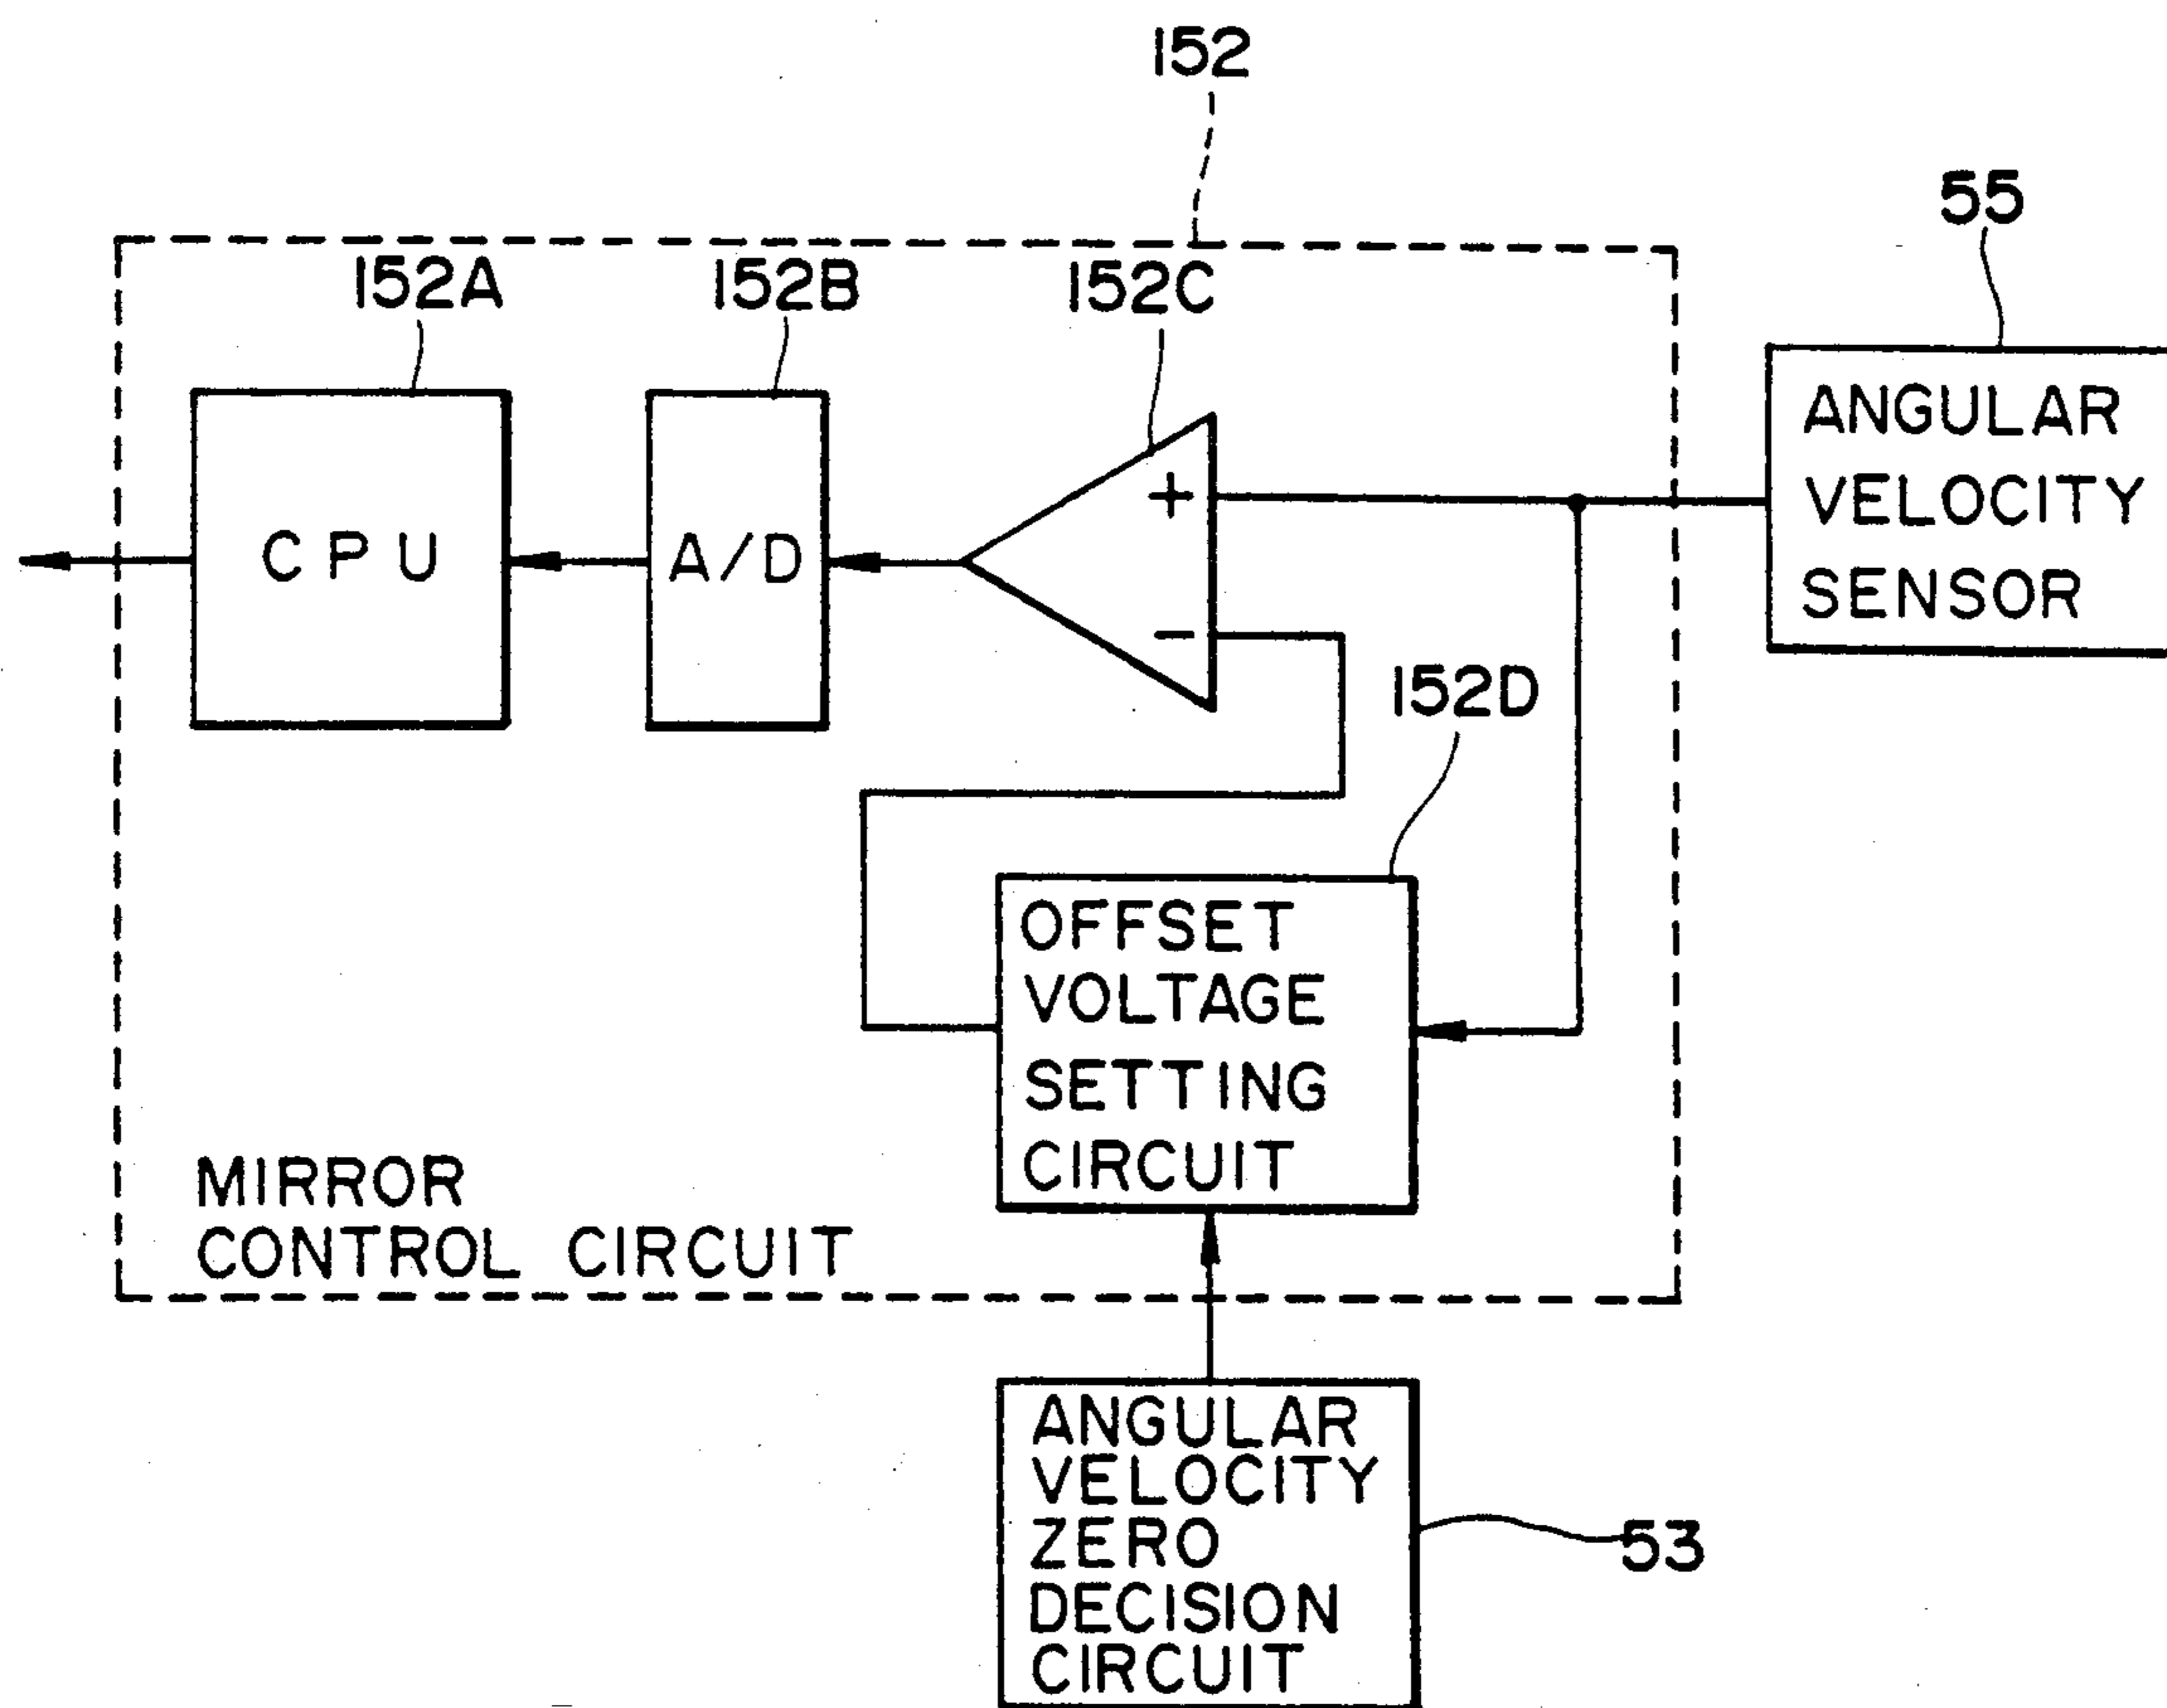 152
55
152A
152B
152C
ANGULAR
VELOCITY
SENSOR
CPU
A/D
+
-
152D
OFFSET
VOLTAGE
SETTING
CIRCUIT
MIRROR
CONTROL CIRCUIT
ANGULAR
VELOCITY
ZERO
DECISION
CIRCUIT
53